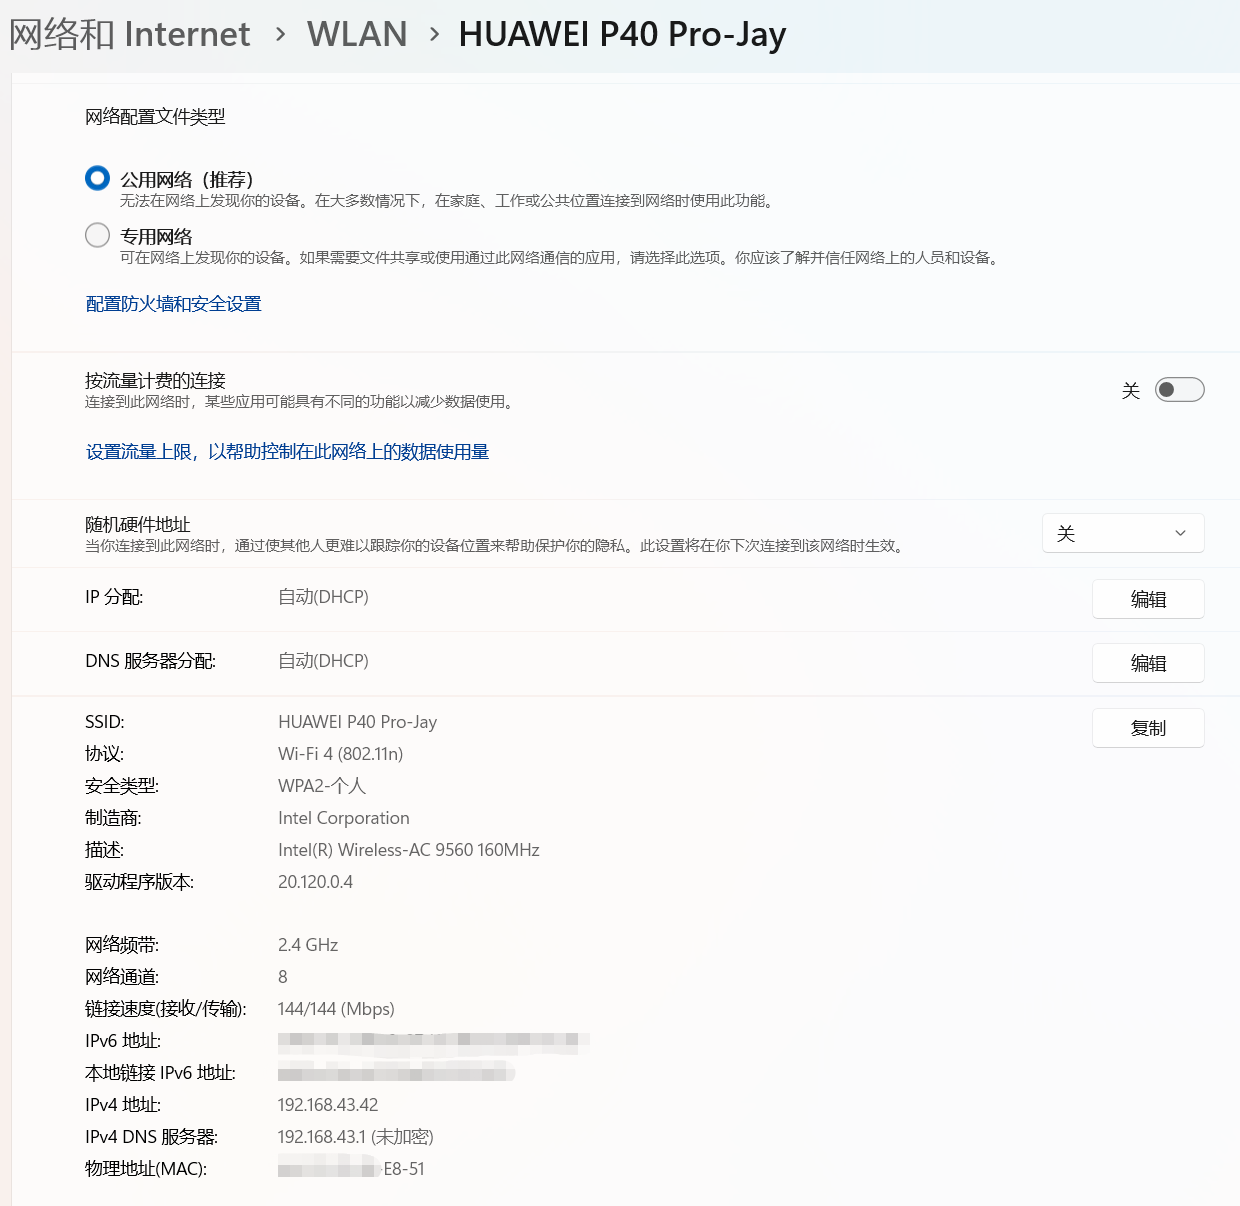 网络和 Internet › WLAN › HUAWEI P40 Pro-Jay
网络配置文件类型
公用网络（推荐）
无法在网络上发现你的设备。在大多数情况下，在家庭、工作或公共位置连接到网络时使用此功能。
专用网络
可在网络上发现你的设备。如果需要文件共享或使用通过此网络通信的应用，请选择此选项。你应该了解并信任网络上的人员和设备。
配置防火墙和安全设置
按流量计费的连接
关
连接到此网络时，某些应用可能具有不同的功能以减少数据使用。
设置流量上限，以帮助控制在此网络上的数据使用量
随机硬件地址
关
当你连接到此网络时，通过使其他人更难以跟踪你的设备位置来帮助保护你的隐私。此设置将在你下次连接到该网络时生效。
IP 分配: 自动(DHCP) 编辑
DNS 服务器分配: 自动(DHCP) 编辑
SSID: HUAWEI P40 Pro-Jay 复制
协议: Wi-Fi 4 (802.11n)
安全类型: WPA2-个人
制造商: Intel Corporation
描述: Intel(R) Wireless-AC 9560 160MHz
驱动程序版本: 20.120.0.4
网络频带: 2.4 GHz
网络通道: 8
链接速度(接收/传输): 144/144 (Mbps)
IPv6 地址:
本地链接 IPv6 地址:
IPv4 地址: 192.168.43.42
IPv4 DNS 服务器: 192.168.43.1 (未加密)
物理地址(MAC): -E8-51